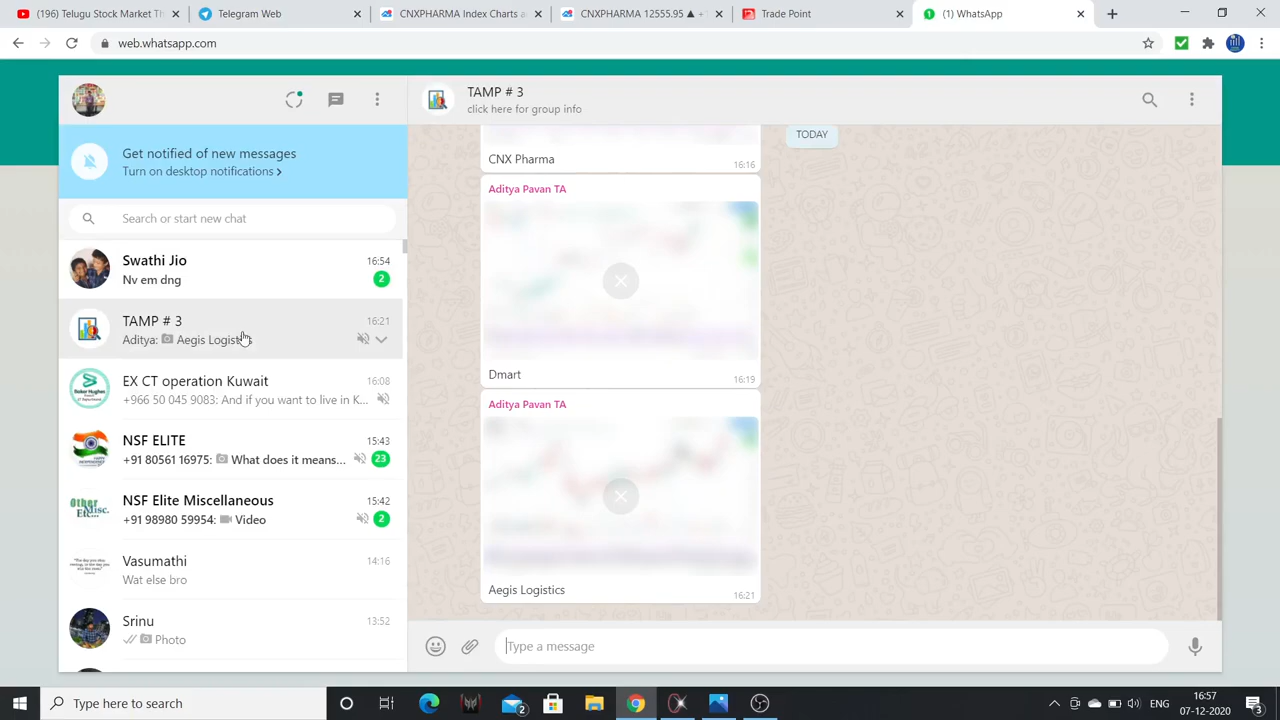 (196) Telugu Stock Market Th
Telegram Web
CNXPHARMA Index Charts a
CNXPHARMA 12555.95 ▲ +
Trade Point
(1) WhatsApp
web.whatsapp.com
TAMP # 3
click here for group info
Get notified of new messages
Turn on desktop notifications >
Search or start new chat
Swathi Jio
16:54
Nv em dng
2
TAMP # 3
16:21
Aditya: Aegis Logistics
EX CT operation Kuwait
16:08
+966 50 045 9083: And if you want to live in K...
NSF ELITE
15:43
+91 80561 16975: What does it means...
23
NSF Elite Miscellaneous
15:42
+91 98980 59954: Video
2
Vasumathi
14:16
Wat else bro
Srinu
13:52
Photo
TODAY
CNX Pharma
16:16
Aditya Pavan TA
Dmart
16:19
Aditya Pavan TA
Aegis Logistics
16:21
Type a message
Type here to search
2
ENG
16:57
07-12-2020
3